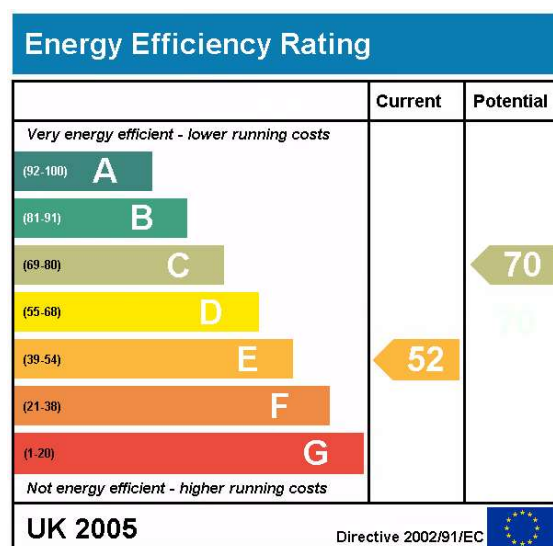 Energy Efficiency Rating
Current Potential
Very energy efficient - lower running costs
(92-100) A
(81-91) B
(69-80) C 70
(55-68) D
(39-54) E 52
(21-38) F
(1-20) G
Not energy efficient - higher running costs
UK 2005 Directive 2002/91/EC